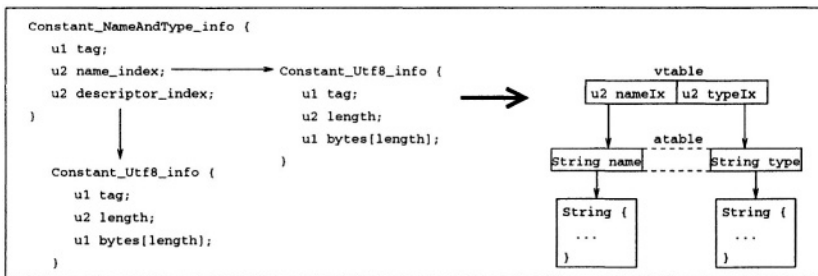 Constant_NameAndType_info {
u1 tag;
u2 name_index;
u2 descriptor_index;
}
Constant_Utf8_info {
u1 tag;
u2 length;
u1 bytes[length];
}
Constant_Utf8_info {
u1 tag;
u2 length;
u1 bytes[length];
}
vtable
u2 nameIx u2 typeIx
atable
String name String type
String {
...
}
String {
...
}